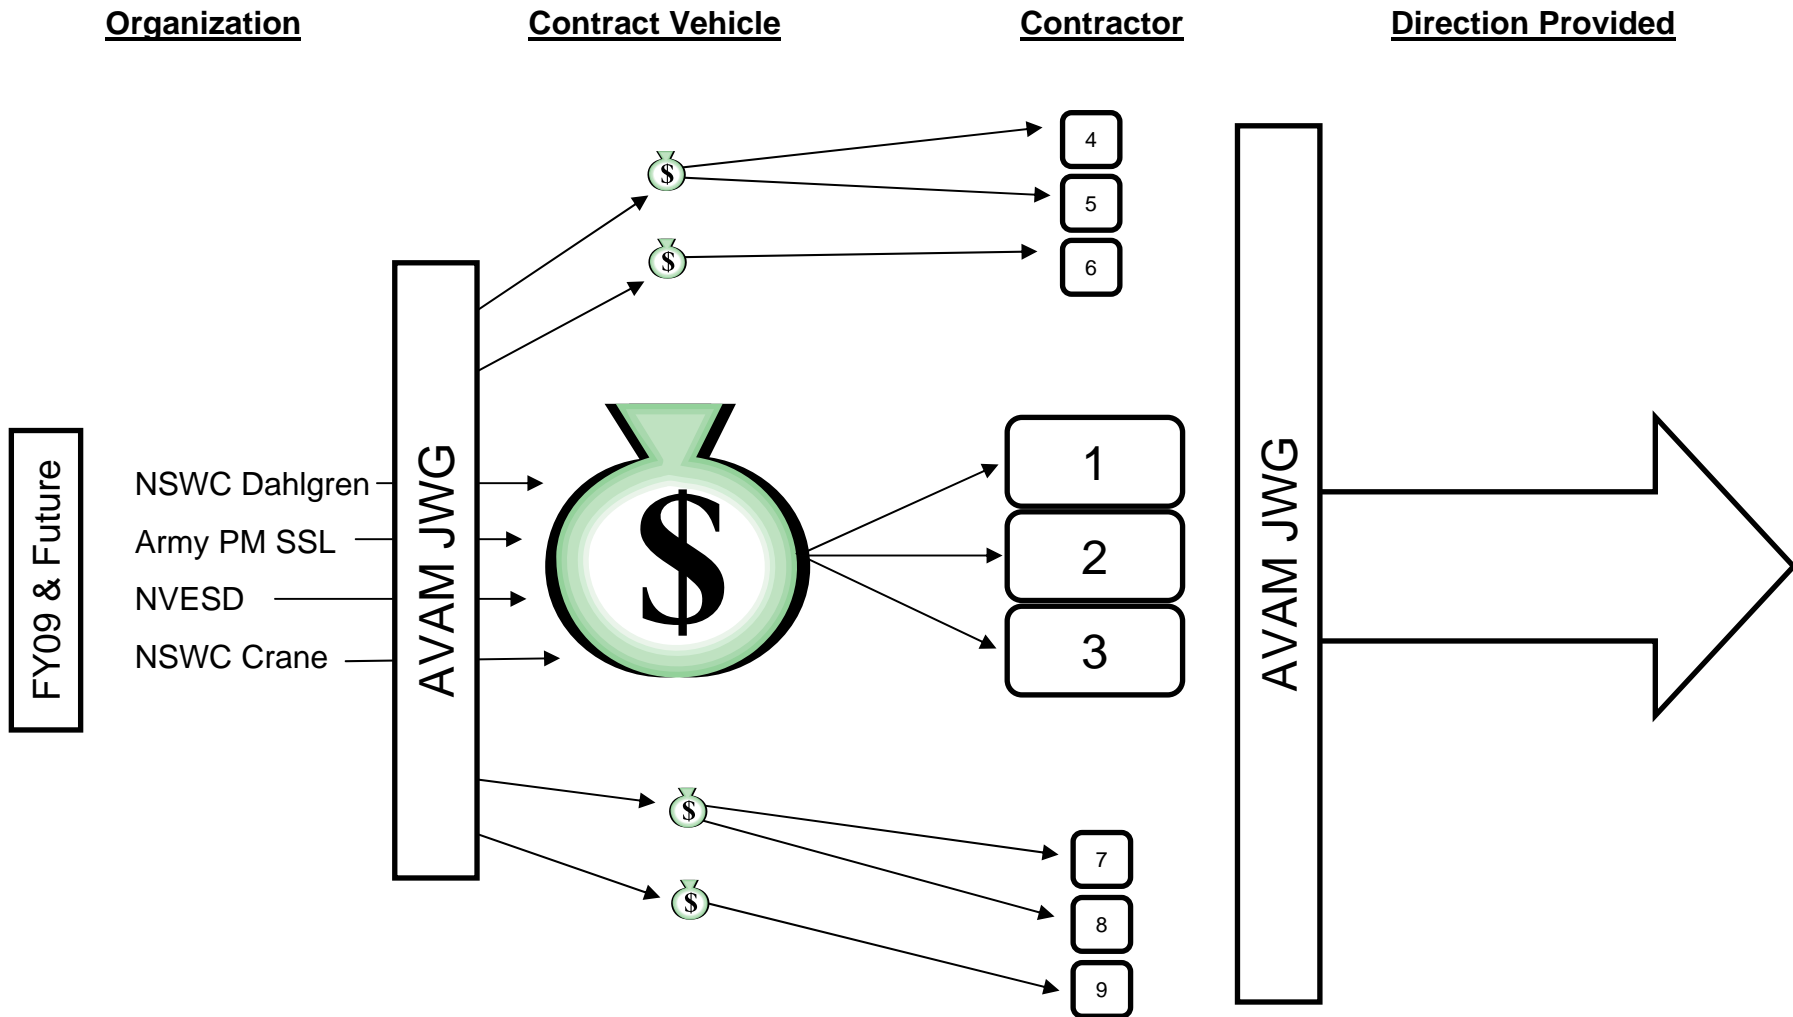 Organization
Contract Vehicle
Contractor
Direction Provided
FY09 & Future
NSWC Dahlgren
Army PM SSL
NVESD
NSWC Crane
AVAM JWG
$
$
$
$
$
4
5
6
1
2
3
7
8
9
AVAM JWG